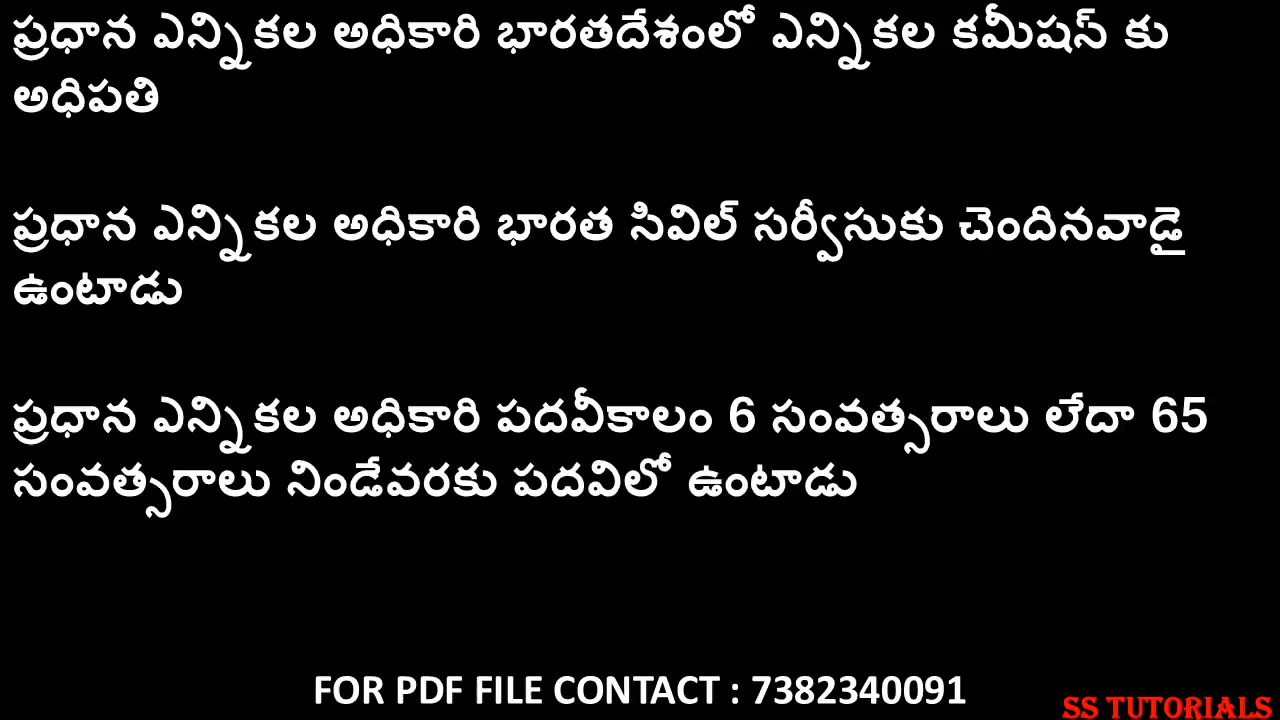 ప్రధాన ఎన్నికల అధికారి భారతదేశంలో ఎన్నికల కమీషన్ కు
అధిపతి
ప్రధాన ఎన్నికల అధికారి భారత సివిల్ సర్వీసుకు చెందినవాడై
ఉంటాడు
ప్రధాన ఎన్నికల అధికారి పదవీకాలం 6 సంవత్సరాలు లేదా 65
సంవత్సరాలు నిండేవరకు పదవిలో ఉంటాడు
FOR PDF FILE CONTACT : 7382340091
SS TUTORIALS